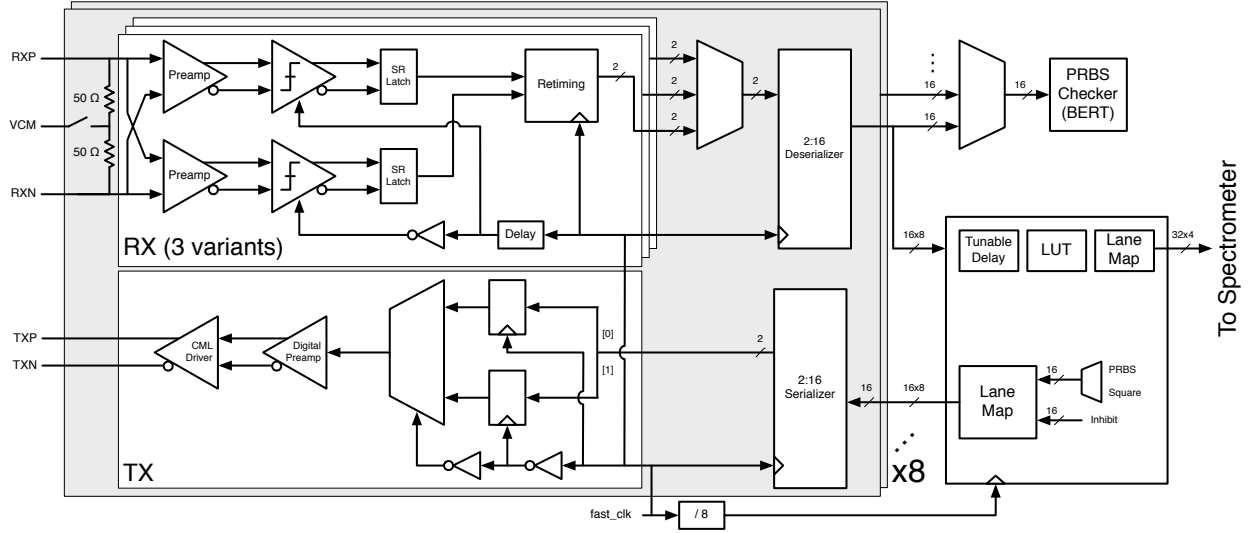 RXP
50 Ω
VCM
50 Ω
RXN
Preamp
SR
Latch
Retiming
Preamp
SR
Latch
Delay
RX (3 variants)
2
2
2
2
2
2:16
Deserializer
16
16
16
PRBS
Checker
(BERT)
16x8
Tunable
Delay
LUT
Lane
Map
32x4
To Spectrometer
TXP
TXN
CML
Driver
Digital
Preamp
[0]
[1]
TX
2
2:16
Serializer
16
16x8
Lane
Map
16
PRBS
Square
16
Inhibit
x8
fast_clk
/ 8